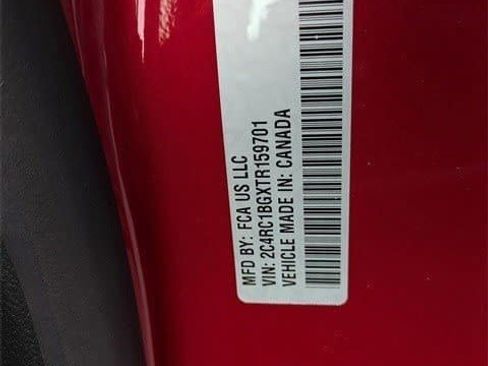 MFD BY: FCA US LLC
VIN: 2C4RC1BGXTR159701
VEHICLE MADE IN: CANADA